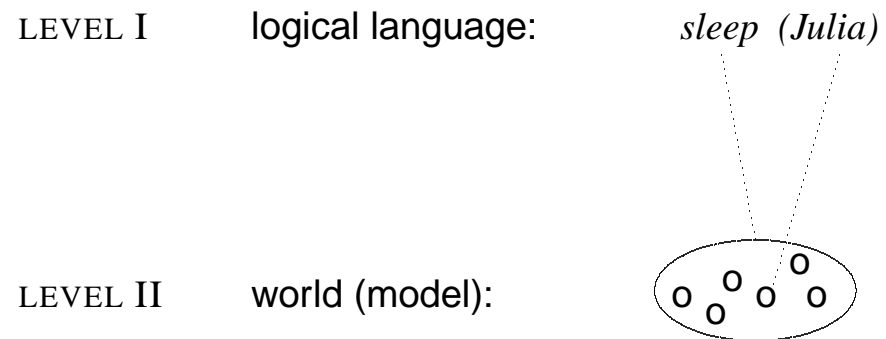 LEVEL I logical language: sleep (Julia)
LEVEL II world (model):
o o o o o o